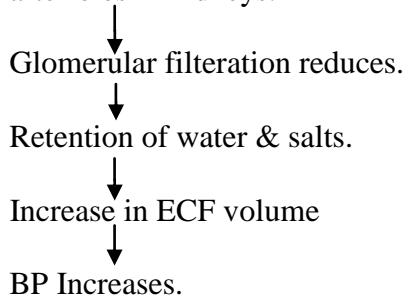 Glomerular filteration reduces.
Retention of water & salts.
Increase in ECF volume
BP Increases.